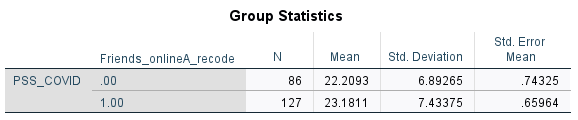 Group Statistics
Friends_onlineA_recode N Mean Std. Deviation Std. Error Mean
PSS_COVID .00 86 22.2093 6.89265 .74325
1.00 127 23.1811 7.43375 .65964